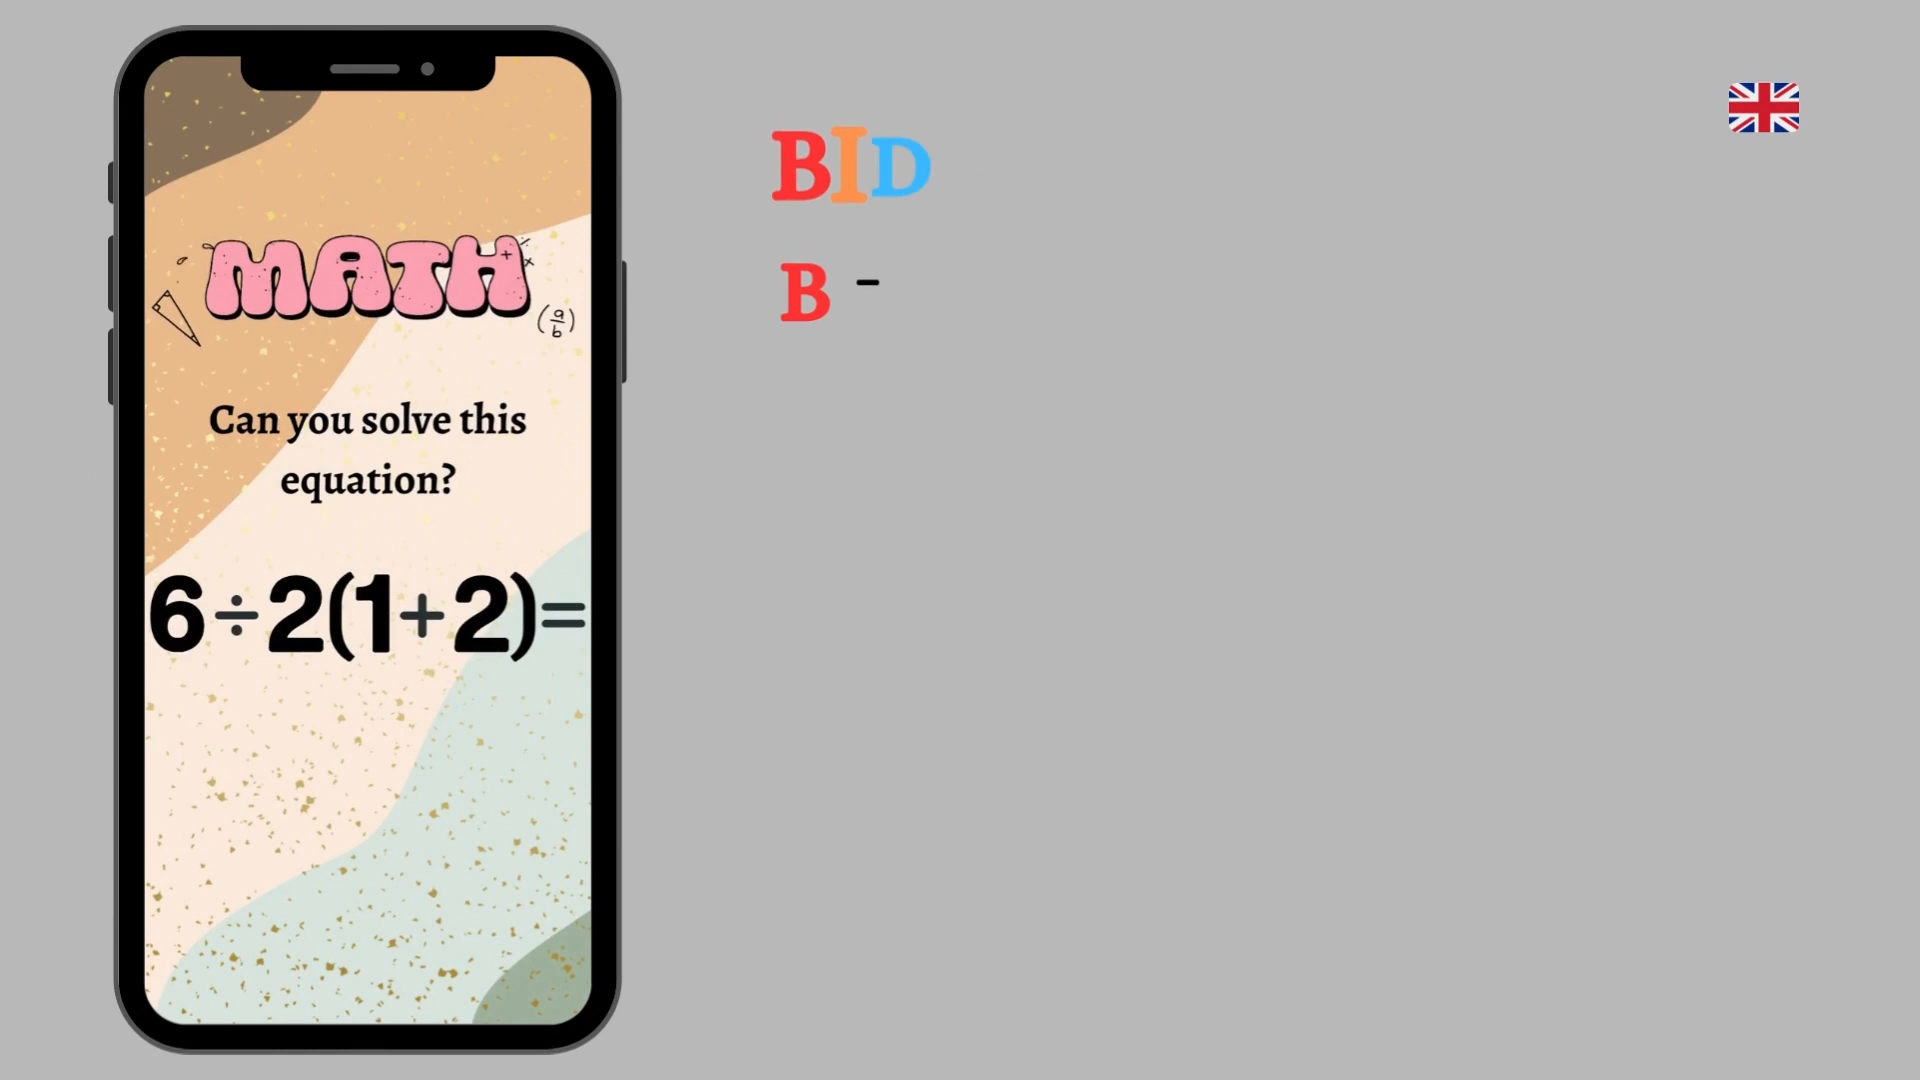 MATH
(a/b)
Can you solve this
equation?
6÷2(1+2)=
BID
B -